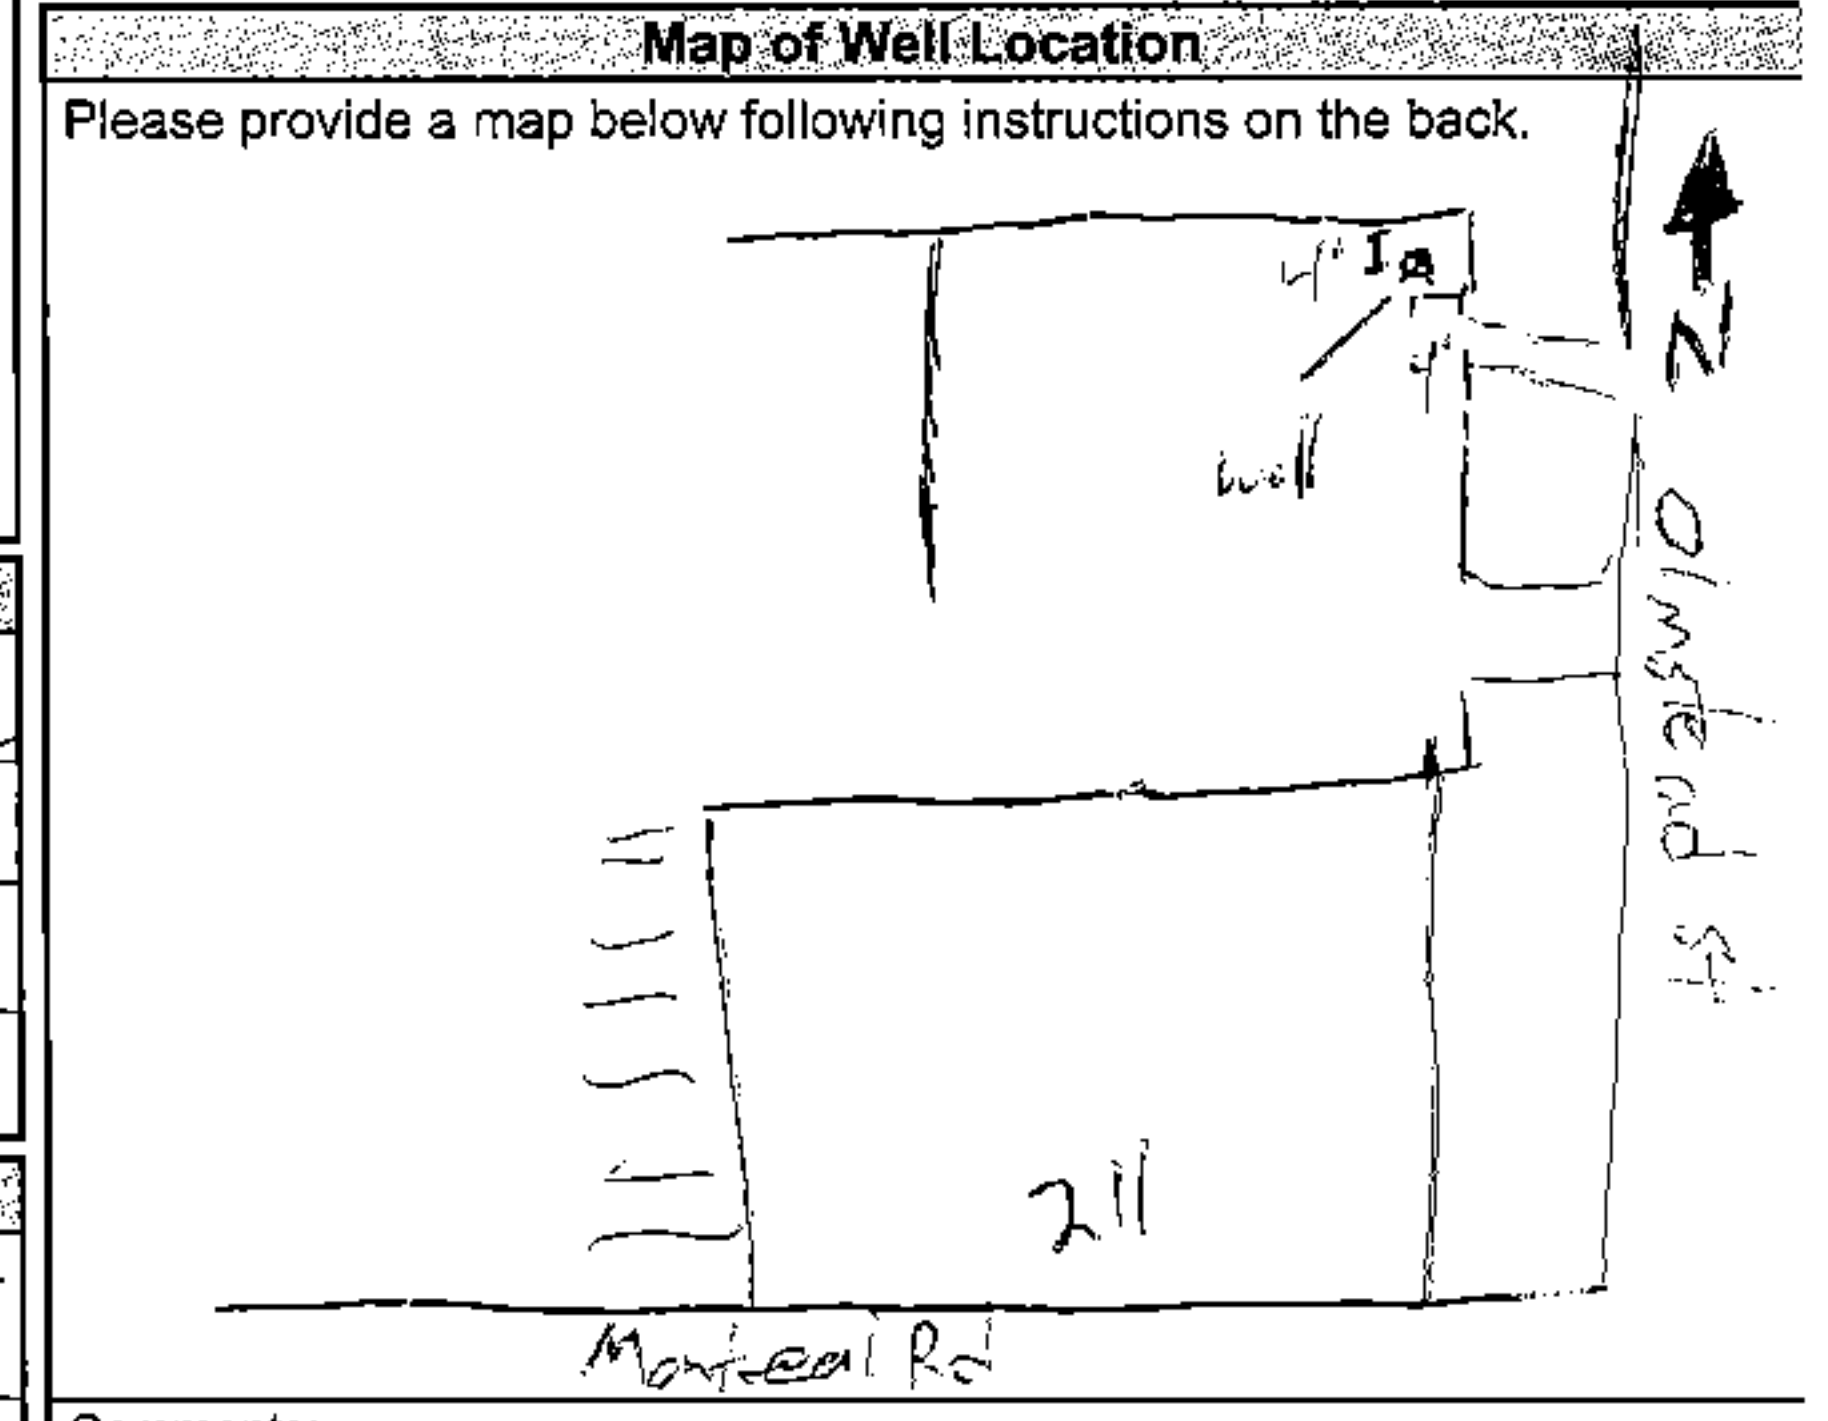 Map of Well Location
Please provide a map below following instructions on the back.
4'
N
4'
well
Olmstead St
211
Montreal Rd
Comments: